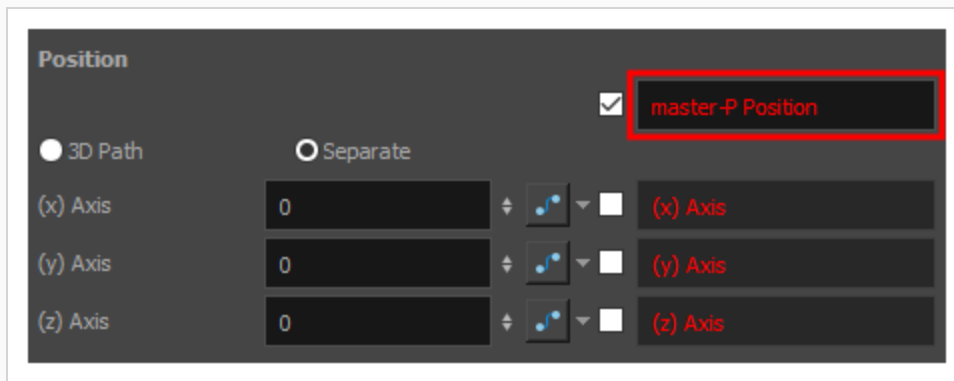 Position
master-P Position
3D Path Separate
(x) Axis 0 (x) Axis
(y) Axis 0 (y) Axis
(z) Axis 0 (z) Axis